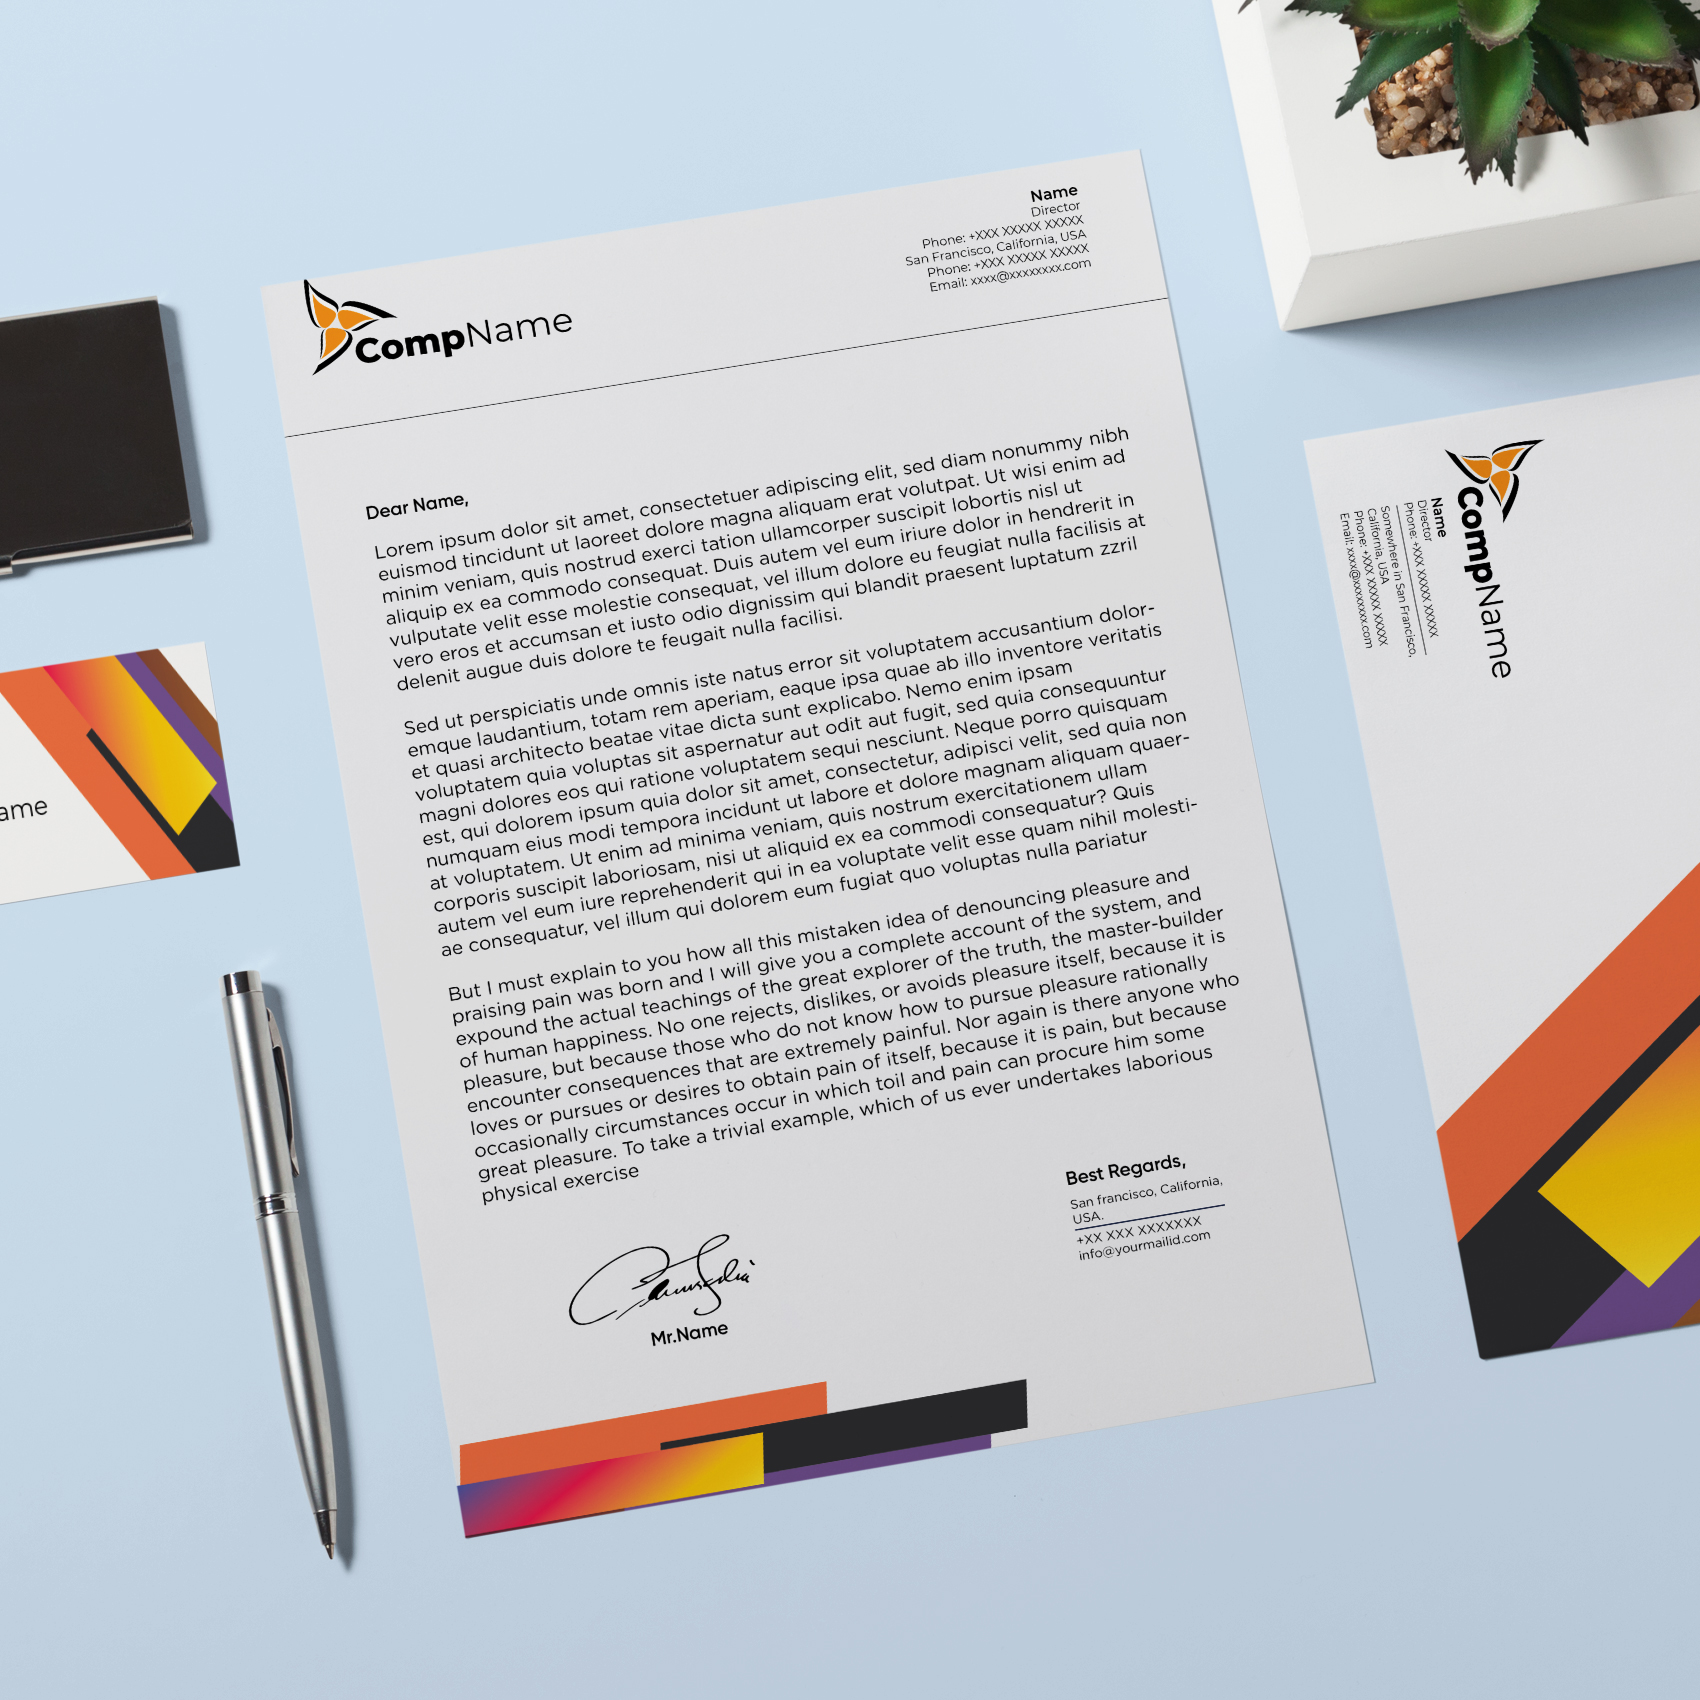 CompName
Name
Director
Phone: +XXX XXXXX XXXXX
San Francisco, California, USA
Phone: +XXX XXXXX XXXXX
Email: xxxx@xxxxxxxx.com
Dear Name,
Lorem ipsum dolor sit amet, consectetuer adipiscing elit, sed diam nonummy nibh
euismod tincidunt ut laoreet dolore magna aliquam erat volutpat. Ut wisi enim ad
minim veniam, quis nostrud exerci tation ullamcorper suscipit lobortis nisl ut
aliquip ex ea commodo consequat. Duis autem vel eum iriure dolor in hendrerit in
vulputate velit esse molestie consequat, vel illum dolore eu feugiat nulla facilisis at
vero eros et accumsan et iusto odio dignissim qui blandit praesent luptatum zzril
delenit augue duis dolore te feugait nulla facilisi.
Sed ut perspiciatis unde omnis iste natus error sit voluptatem accusantium dolor-
emque laudantium, totam rem aperiam, eaque ipsa quae ab illo inventore veritatis
et quasi architecto beatae vitae dicta sunt explicabo. Nemo enim ipsam
voluptatem quia voluptas sit aspernatur aut odit aut fugit, sed quia consequuntur
magni dolores eos qui ratione voluptatem sequi nesciunt. Neque porro quisquam
est, qui dolorem ipsum quia dolor sit amet, consectetur, adipisci velit, sed quia non
numquam eius modi tempora incidunt ut labore et dolore magnam aliquam quaer-
at voluptatem. Ut enim ad minima veniam, quis nostrum exercitationem ullam
corporis suscipit laboriosam, nisi ut aliquid ex ea commodi consequatur? Quis
autem vel eum iure reprehenderit qui in ea voluptate velit esse quam nihil molesti-
ae consequatur, vel illum qui dolorem eum fugiat quo voluptas nulla pariatur
But I must explain to you how all this mistaken idea of denouncing pleasure and
praising pain was born and I will give you a complete account of the system, and
expound the actual teachings of the great explorer of the truth, the master-builder
of human happiness. No one rejects, dislikes, or avoids pleasure itself, because it is
pleasure, but because those who do not know how to pursue pleasure rationally
encounter consequences that are extremely painful. Nor again is there anyone who
loves or pursues or desires to obtain pain of itself, because it is pain, but because
occasionally circumstances occur in which toil and pain can procure him some
great pleasure. To take a trivial example, which of us ever undertakes laborious
physical exercise
Best Regards,
San francisco, California,
USA.
+XX XXX XXXXXXX
info@yourmailid.com
Mr.Name
ame
CompName
Name
Director
Phone: +XXX XXXXX XXXXX
Somewhere in San Francisco,
California, USA
Phone: +XXX XXXXX XXXXX
Email: xxxx@xxxxxxxx.com